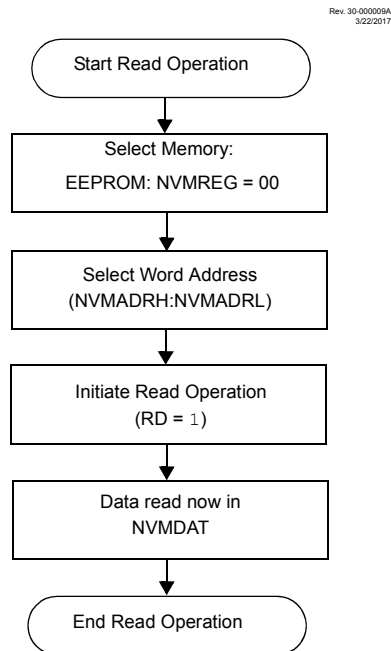 Rev. 30-000009A
3/22/2017
Start Read Operation
Select Memory:
EEPROM: NVMREG = 00
Select Word Address
(NVMADRH:NVMADRL)
Initiate Read Operation
(RD = 1)
Data read now in
NVMDAT
End Read Operation